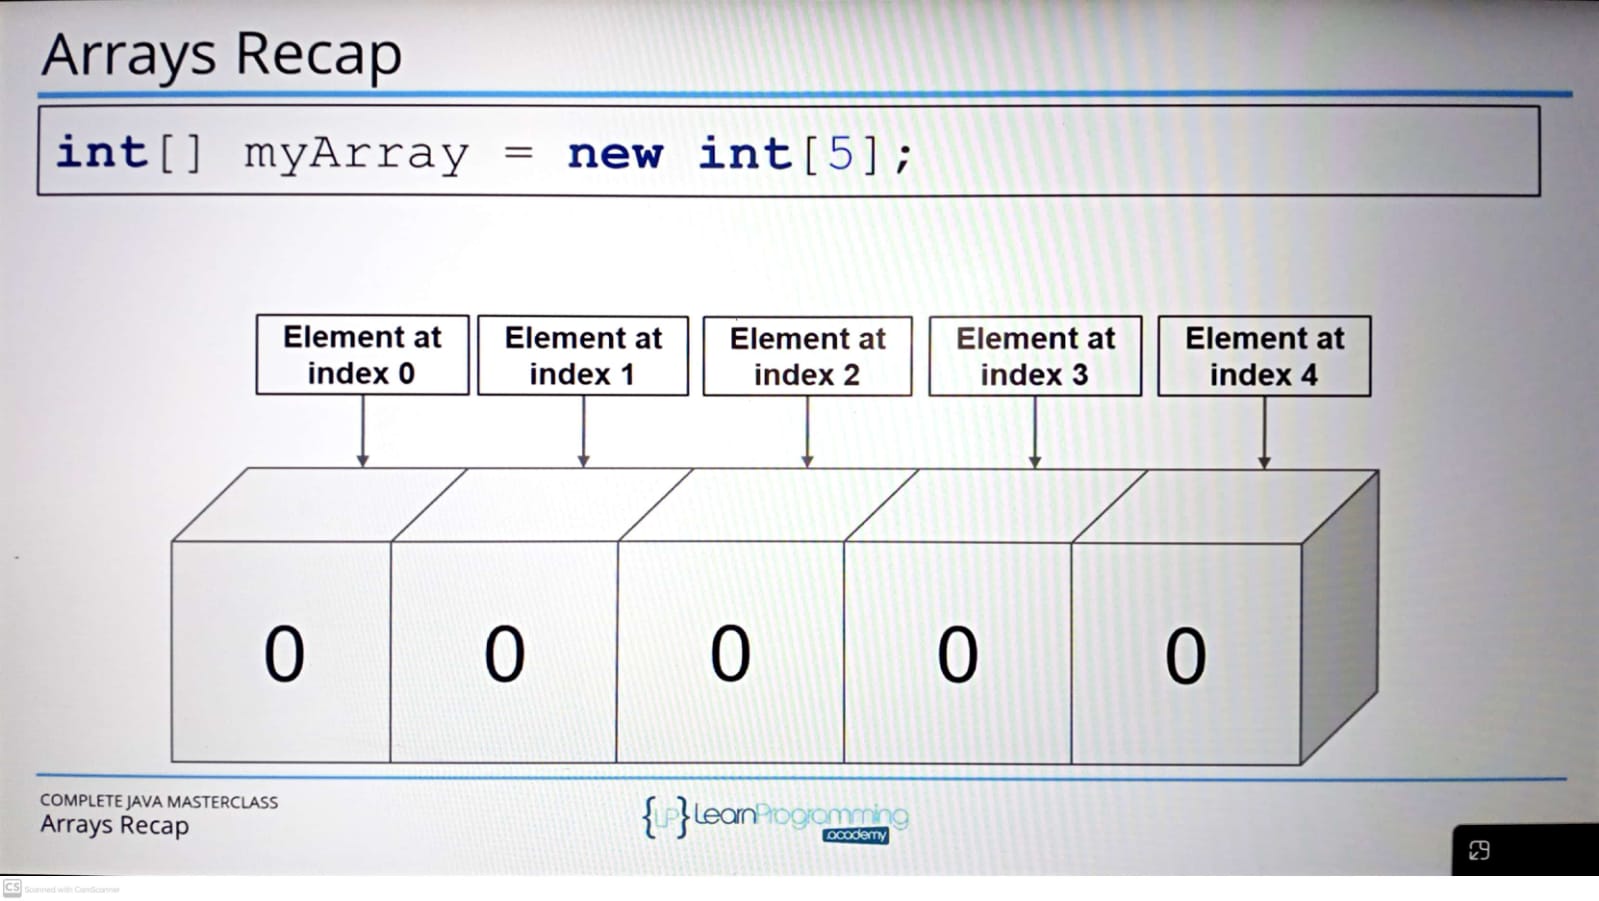 Arrays Recap
int[] myArray = new int[5];
Element at
index 0
Element at
index 1
Element at
index 2
Element at
index 3
Element at
index 4
0
0
0
0
0
COMPLETE JAVA MASTERCLASS
Arrays Recap
{LP} LearnProgramming
academy
CS Scanned with CamScanner